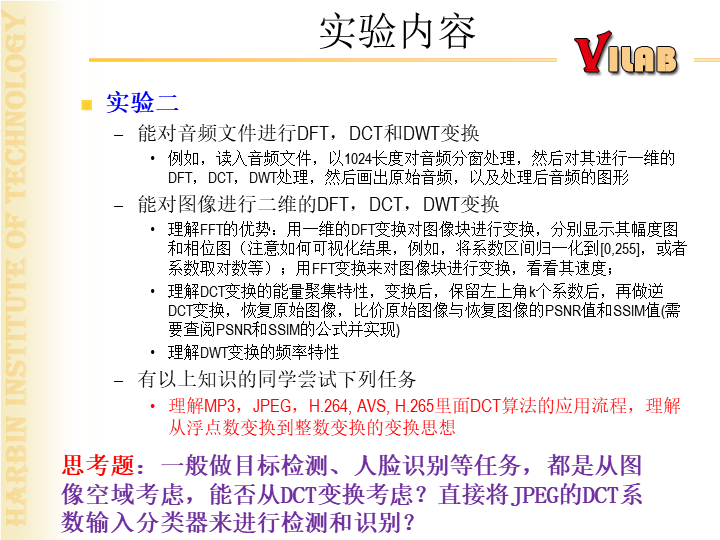 实验内容
VILAB
HARBIN INSTITUTE OF TECHNOLOGY
实验二
– 能对音频文件进行DFT，DCT和DWT变换
• 例如，读入音频文件，以1024长度对音频分窗处理，然后对其进行一维的
DFT，DCT，DWT处理，然后画出原始音频，以及处理后音频的图形
– 能对图像进行二维的DFT，DCT，DWT变换
• 理解FFT的优势：用一维的DFT变换对图像块进行变换，分别显示其幅度图
和相位图（注意如何可视化结果，例如，将系数区间归一化到[0,255]，或者
系数取对数等）；用FFT变换来对图像块进行变换，看看其速度；
• 理解DCT变换的能量聚集特性，变换后，保留左上角k个系数后，再做逆
DCT变换，恢复原始图像，比价原始图像与恢复图像的PSNR值和SSIM值(需
要查阅PSNR和SSIM的公式并实现)
• 理解DWT变换的频率特性
– 有以上知识的同学尝试下列任务
• 理解MP3，JPEG，H.264, AVS, H.265里面DCT算法的应用流程，理解
从浮点数变换到整数变换的变换思想
思考题：一般做目标检测、人脸识别等任务，都是从图
像空域考虑，能否从DCT变换考虑？直接将JPEG的DCT系
数输入分类器来进行检测和识别？